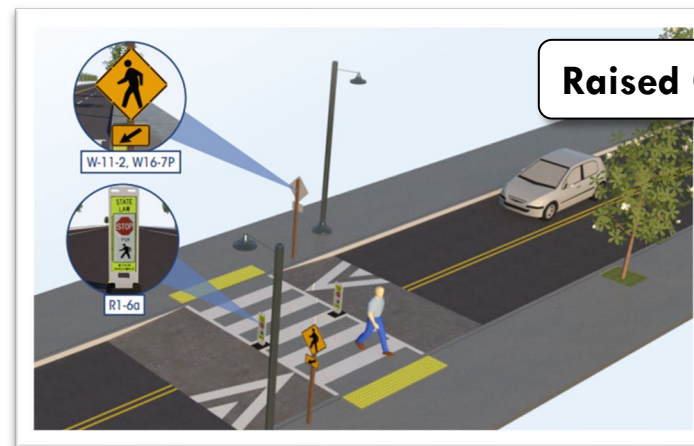 Raised
W-11-2, W16-7P
STATE
LAW
STOP
FOR
R1-6a